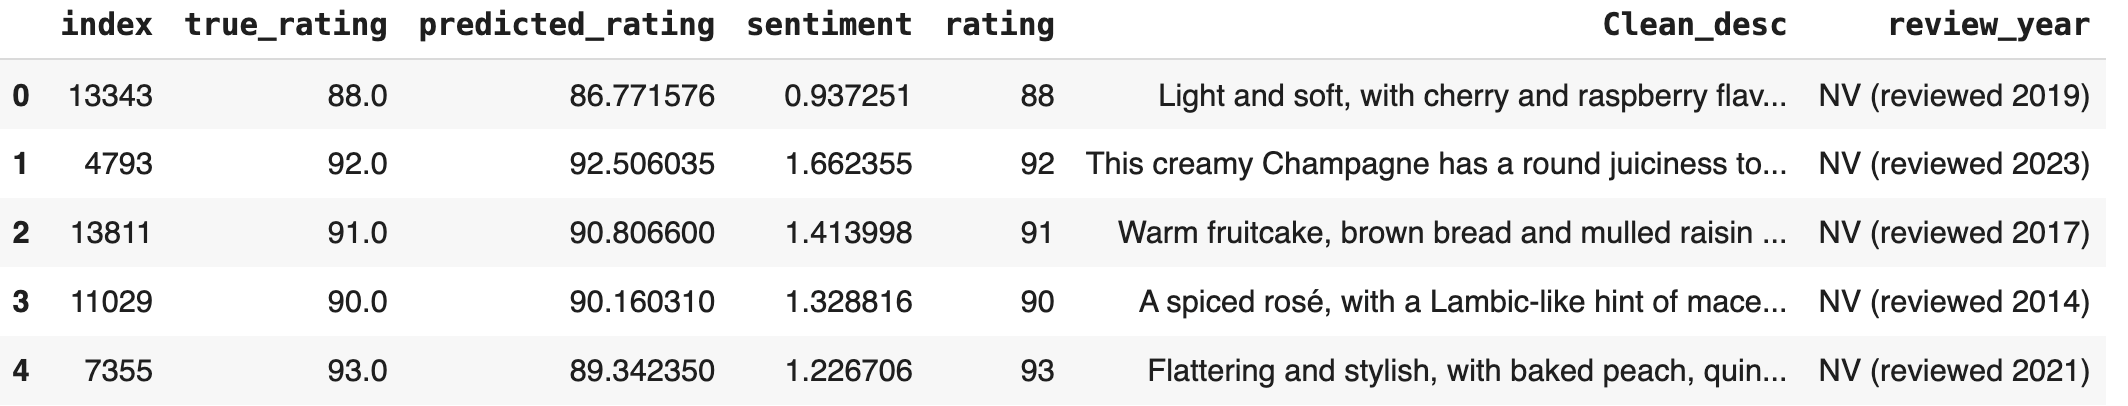 index true_rating predicted_rating sentiment rating Clean_desc review_year
0 13343 88.0 86.771576 0.937251 88 Light and soft, with cherry and raspberry flav... NV (reviewed 2019)
1 4793 92.0 92.506035 1.662355 92 This creamy Champagne has a round juiciness to... NV (reviewed 2023)
2 13811 91.0 90.806600 1.413998 91 Warm fruitcake, brown bread and mulled raisin ... NV (reviewed 2017)
3 11029 90.0 90.160310 1.328816 90 A spiced rosé, with a Lambic-like hint of mace... NV (reviewed 2014)
4 7355 93.0 89.342350 1.226706 93 Flattering and stylish, with baked peach, quin... NV (reviewed 2021)